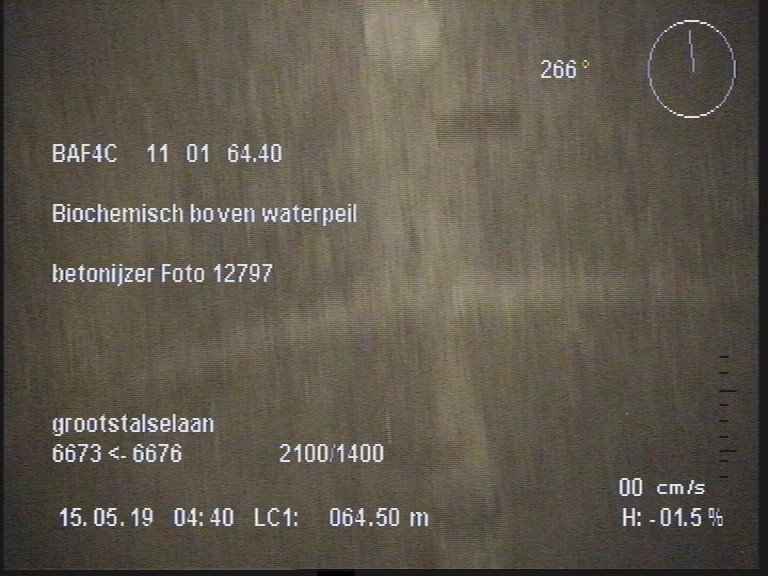 266°
BAF4C 11 01 64.40
Biochemisch boven waterpeil
betonijzer Foto 12797
grootstalselaan
6673 <- 6676 2100/1400
00 cm/s
15.05.19 04:40 LC1: 064.50 m H: -01.5 %